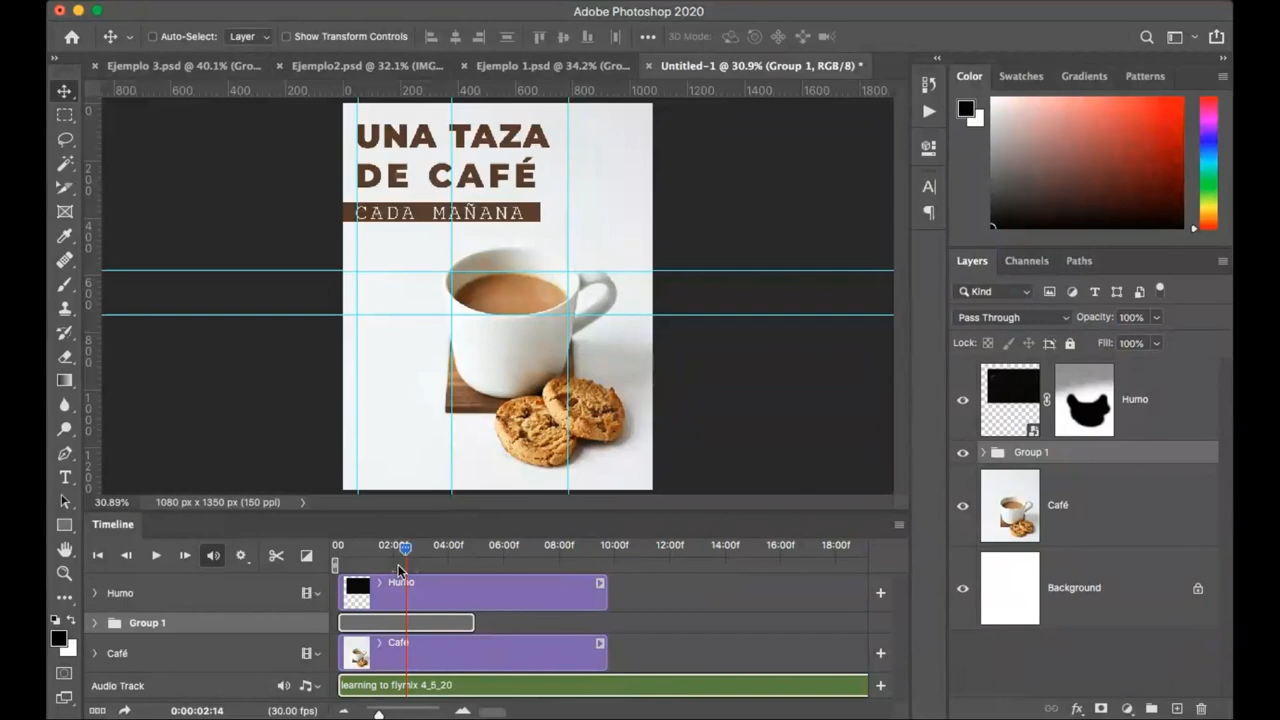 Adobe Photoshop 2020
Auto-Select: Layer Show Transform Controls 3D Mode:
Ejemplo 3.psd @ 40.1% (Gro... Ejemplo2.psd @ 32.1% (IMG... Ejemplo 1.psd @ 34.2% (Gro... Untitled-1 @ 30.9% (Group 1, RGB/8) *
800 600 400 200 0 200 400 600 800 1000 1200 1400 1600 1800
Color Swatches Gradients Patterns
UNA TAZA
DE CAFÉ
CADA MAÑANA
Layers Channels Paths
Kind
Pass Through Opacity: 100%
Lock: Fill: 100%
Humo
Group 1
Café
Background
30.89% 1080 px x 1350 px (150 ppi)
Timeline
00 02:00f 04:00f 06:00f 08:00f 10:00f 12:00f 14:00f 16:00f 18:00f
Humo Humo
Group 1
Café Café
Audio Track learning to flymix 4_5_20
0:00:02:14 (30.00 fps)